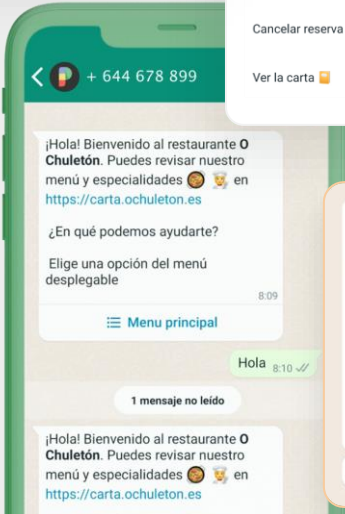 Cancelar reserva
Ver la carta
+ 644 678 899
¡Hola! Bienvenido al restaurante O
Chuletón. Puedes revisar nuestro
menú y especialidades 🥘 👨‍🍳 en
https://carta.ochuleton.es
¿En qué podemos ayudarte?
Elige una opción del menú
desplegable
8:09
Menu principal
Hola 8:10
1 mensaje no leído
¡Hola! Bienvenido al restaurante O
Chuletón. Puedes revisar nuestro
menú y especialidades 🥘 👨‍🍳 en
https://carta.ochuleton.es